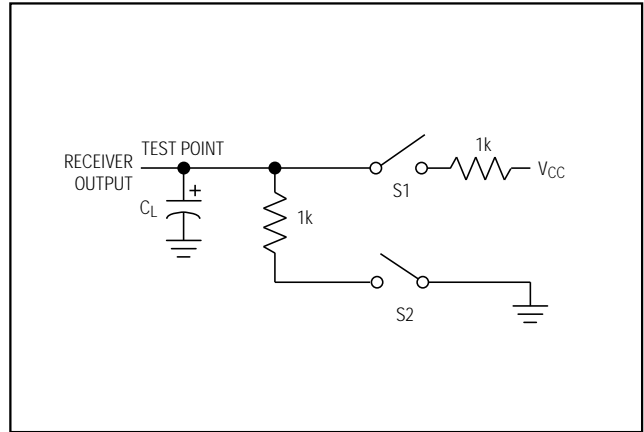 TEST POINT
RECEIVER
OUTPUT
1k
VCC
S1
CL
+
1k
S2